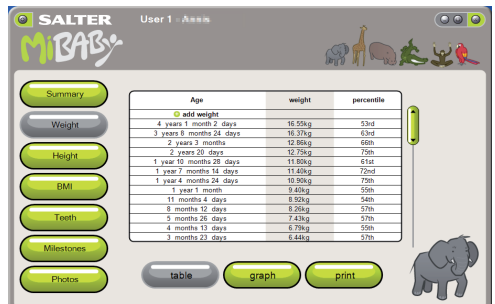 SALTER
User 1 -
MiBABy
Summary
Weight
Height
BMI
Teeth
Milestones
Photos
Age weight percentile
add weight
4 years 1 month 2 days 16.55kg 53rd
3 years 8 months 24 days 16.37kg 63rd
2 years 3 months 12.86kg 66th
2 years 20 days 12.75kg 75th
1 year 10 months 28 days 11.80kg 61st
1 year 7 months 14 days 11.40kg 72nd
1 year 4 months 24 days 10.90kg 75th
1 year 1 month 9.40kg 55th
11 months 4 days 8.92kg 54th
8 months 12 days 8.26kg 57th
5 months 26 days 7.43kg 57th
4 months 13 days 6.79kg 55th
3 months 23 days 6.44kg 57th
table graph print